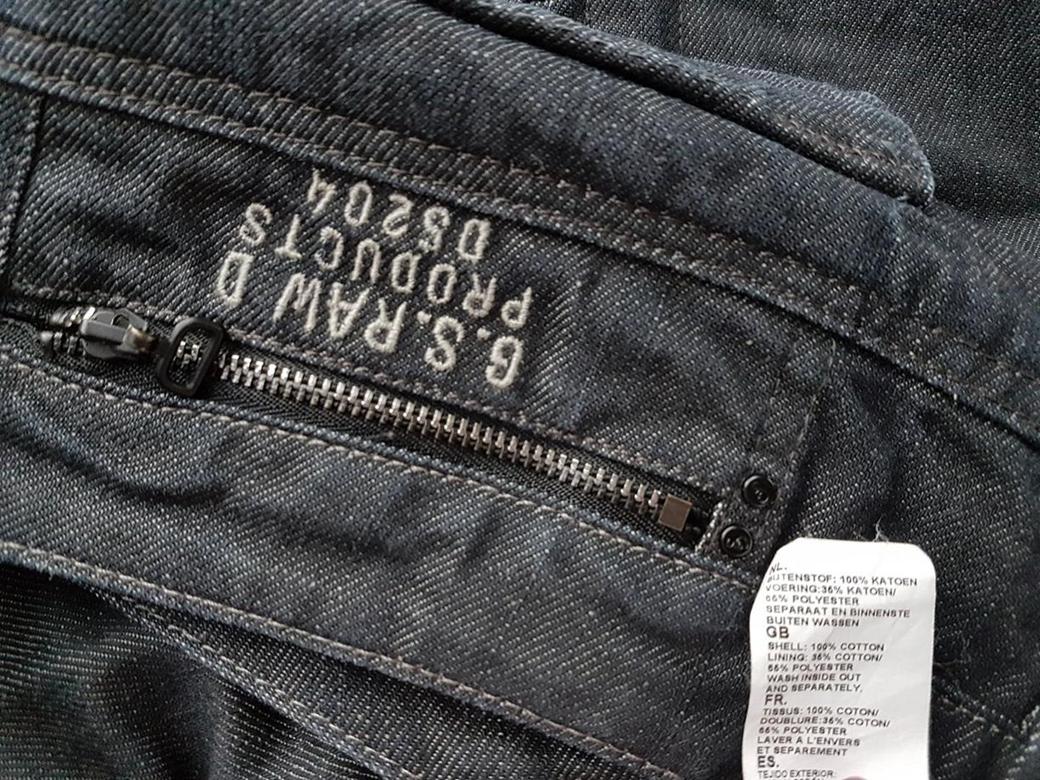 G.S.RAW D
PRODUCTS
DS204
NL.
BUTENSTOF: 100% KATOEN
VOERING:35% KATOEN/
65% POLYESTER
SEPARAAT EN BINNENSTE
BUITEN WASSEN
GB
SHELL: 100% COTTON
LINING: 35% COTTON/
65% POLYESTER
WASH INSIDE OUT
AND SEPARATELY.
FR.
TISSUS: 100% COTON/
DOUBLURE:35% COTON/
65% POLYESTER
LAVER A L'ENVERS
ET SEPAREMENT
ES.
TEJIDO EXTERIOR: